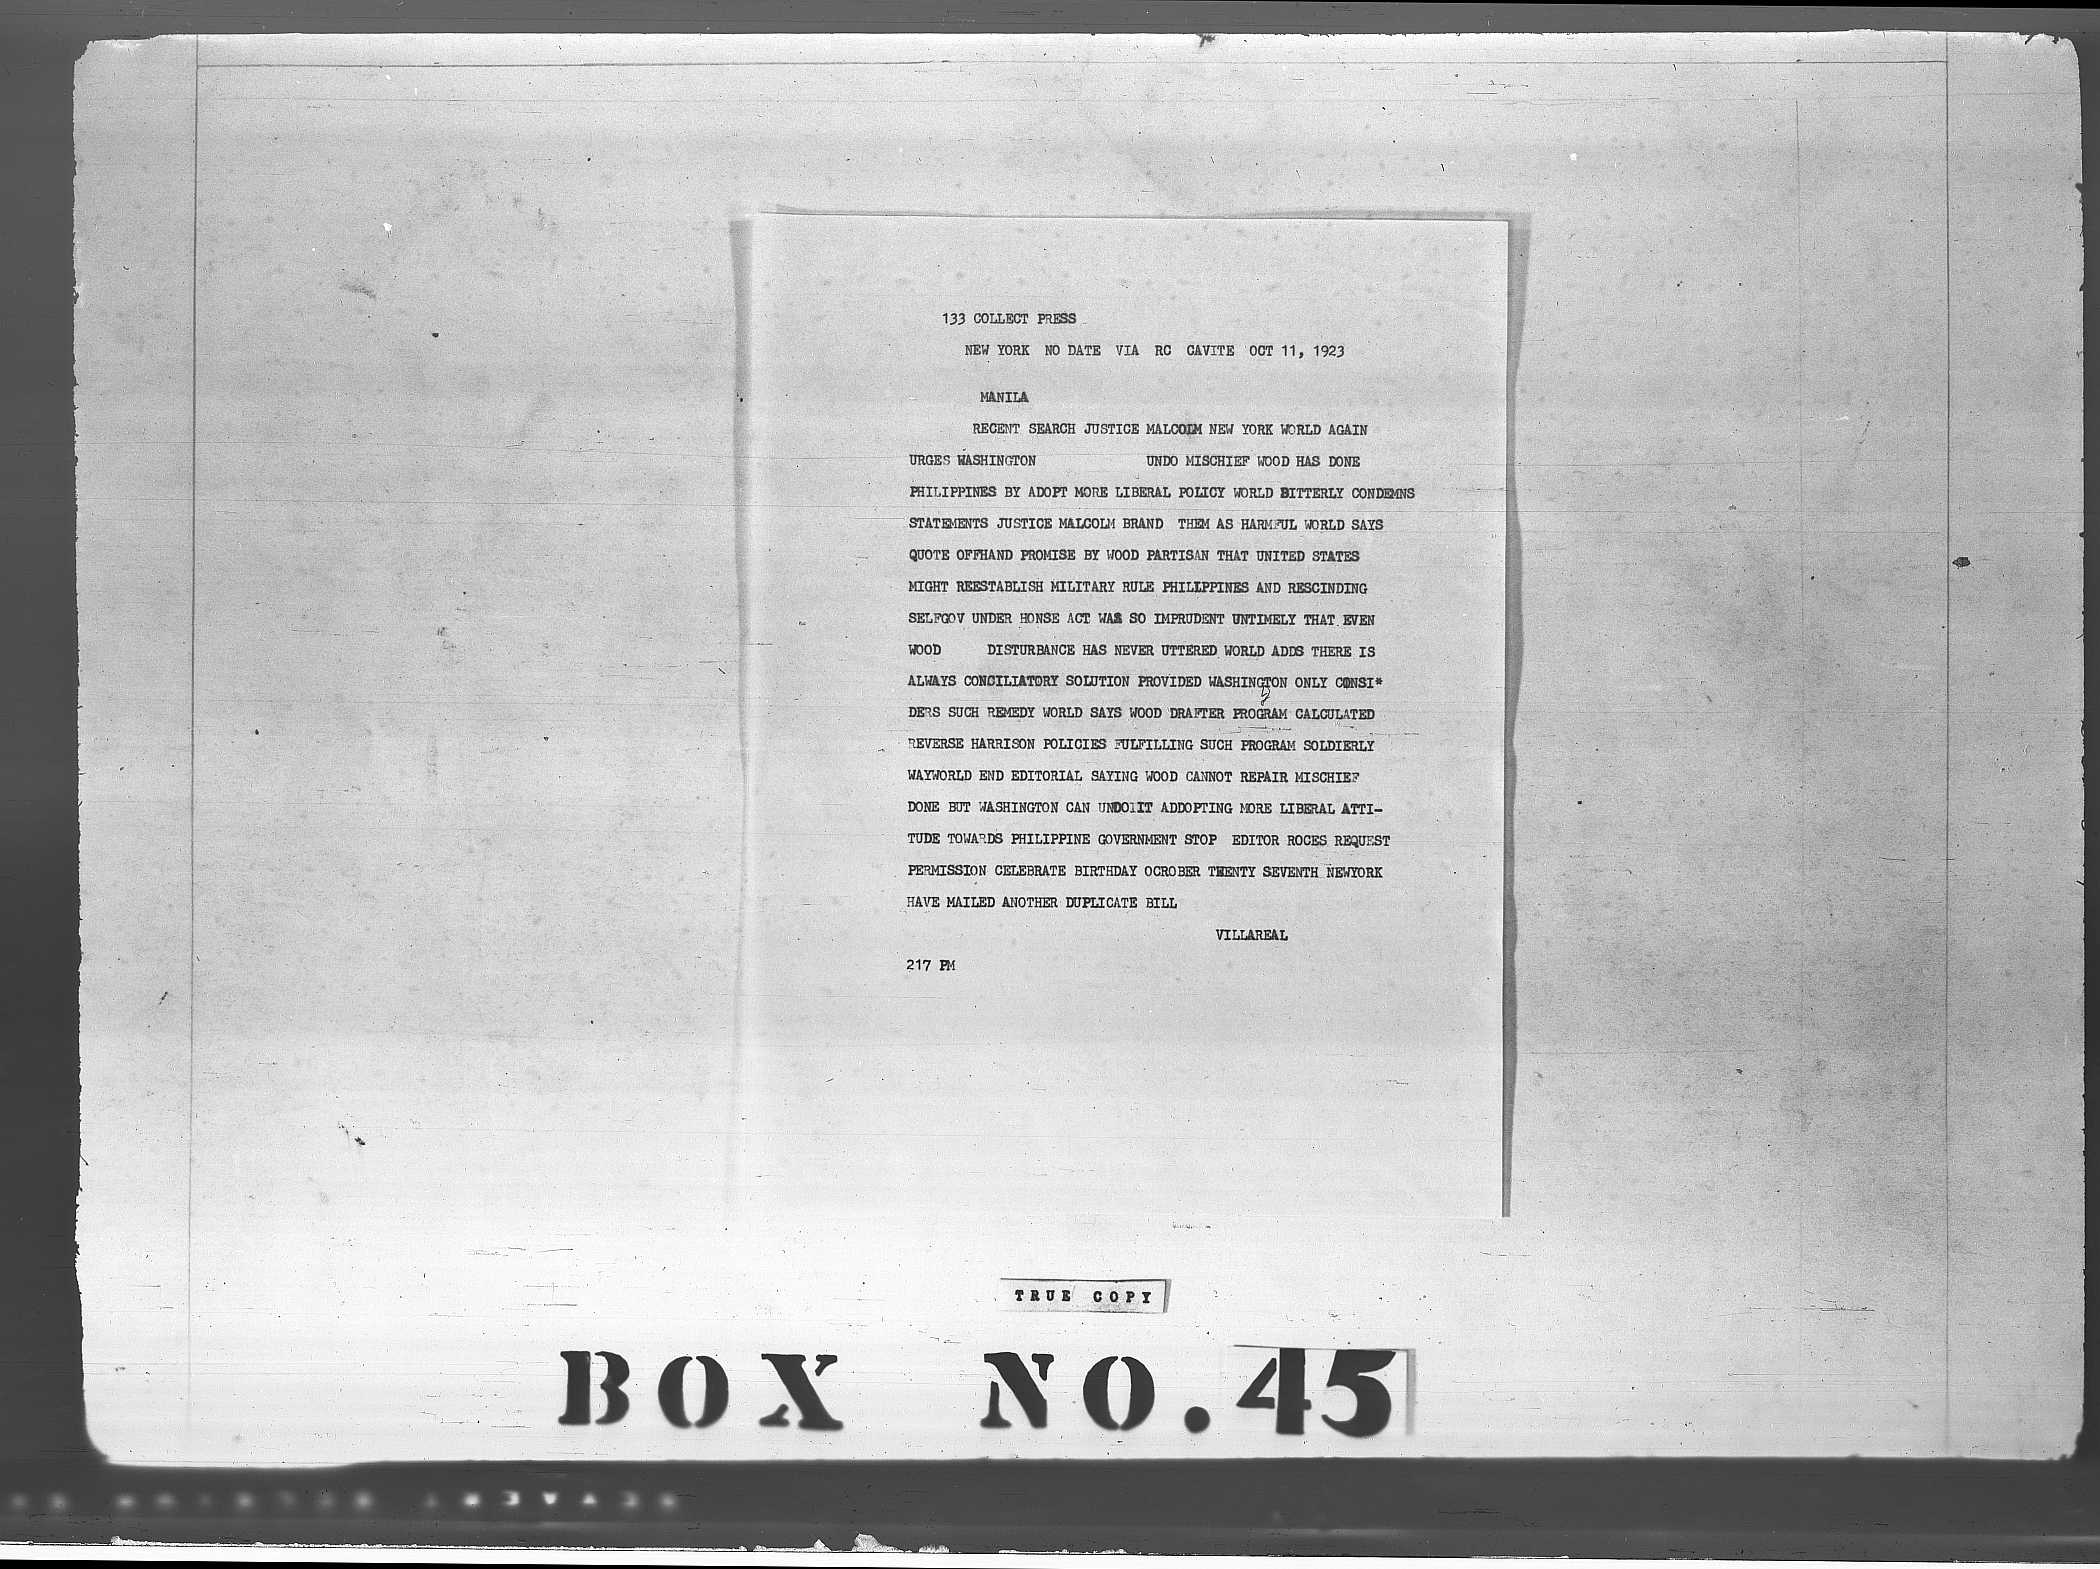 133 COLLECT PRESS
NEW YORK NO DATE VIA RC CAVITE OCT 11, 1923
MANILA
RECENT SEARCH JUSTICE MALCOLM NEW YORK WORLD AGAIN
URGES WASHINGTON UNDO MISCHIEF WOOD HAS DONE
PHILIPPINES BY ADOPT MORE LIBERAL POLICY WORLD BITTERLY CONDEMNS
STATEMENTS JUSTICE MALCOLM BRAND THEM AS HARMFUL WORLD SAYS
QUOTE OFFHAND PROMISE BY WOOD PARTISAN THAT UNITED STATES
MIGHT REESTABLISH MILITARY RULE PHILIPPINES AND RESCINDING
SELFGOV UNDER HONSE ACT WAS SO IMPRUDENT UNTIMELY THAT EVEN
WOOD DISTURBANCE HAS NEVER UTTERED WORLD ADDS THERE IS
ALWAYS CONCILIATORY SOLUTION PROVIDED WASHINGTON ONLY CONSI*
DERS SUCH REMEDY WORLD SAYS WOOD DRAFTER PROGRAM CALCULATED
REVERSE HARRISON POLICIES FULFILLING SUCH PROGRAM SOLDIERLY
WAYWORLD END EDITORIAL SAYING WOOD CANNOT REPAIR MISCHIEF
DONE BUT WASHINGTON CAN UNDO1IT ADDOPTING MORE LIBERAL ATTI-
TUDE TOWARDS PHILIPPINE GOVERNMENT STOP EDITOR ROCES REQUEST
PERMISSION CELEBRATE BIRTHDAY OCROBER TWENTY SEVENTH NEWYORK
HAVE MAILED ANOTHER DUPLICATE BILL
VILLAREAL
217 PM
TRUE COPY
BOX NO. 45